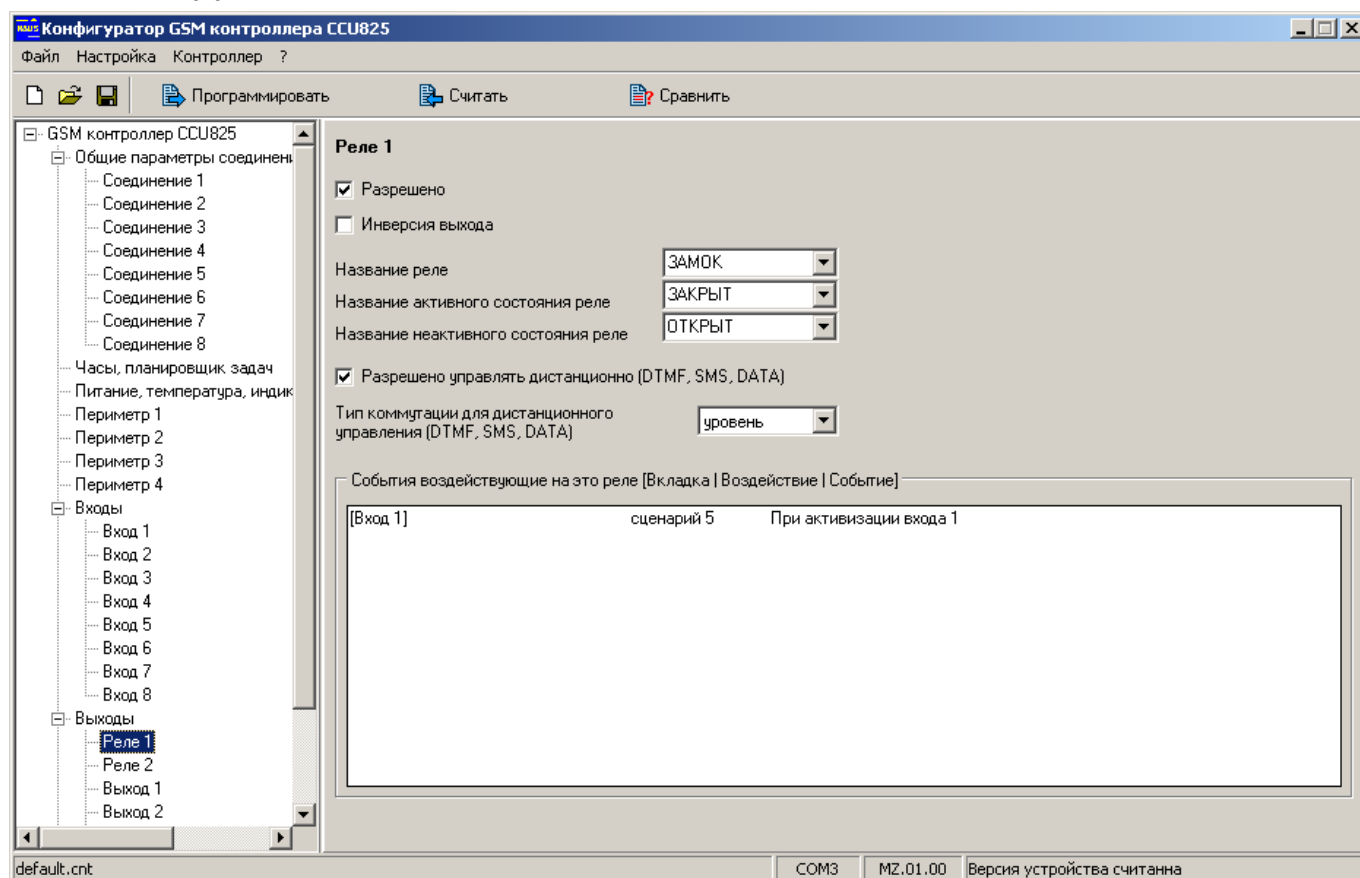 Конфигуратор GSM контроллера CCU825
Файл Настройка Контроллер ?
Программировать Считать Сравнить
GSM контроллер CCU825
Общие параметры соединени
Соединение 1
Соединение 2
Соединение 3
Соединение 4
Соединение 5
Соединение 6
Соединение 7
Соединение 8
Часы, планировщик задач
Питание, температура, индик
Периметр 1
Периметр 2
Периметр 3
Периметр 4
Входы
Вход 1
Вход 2
Вход 3
Вход 4
Вход 5
Вход 6
Вход 7
Вход 8
Выходы
Реле 1
Реле 2
Выход 1
Выход 2
Реле 1
Разрешено
Инверсия выхода
Название реле ЗАМОК
Название активного состояния реле ЗАКРЫТ
Название неактивного состояния реле ОТКРЫТ
Разрешено управлять дистанционно (DTMF, SMS, DATA)
Тип коммутации для дистанционного
управления (DTMF, SMS, DATA) уровень
События воздействующие на это реле [Вкладка | Воздействие | Событие]
[Вход 1] сценарий 5 При активизации входа 1
default.cnt COM3 MZ.01.00 Версия устройства считанна